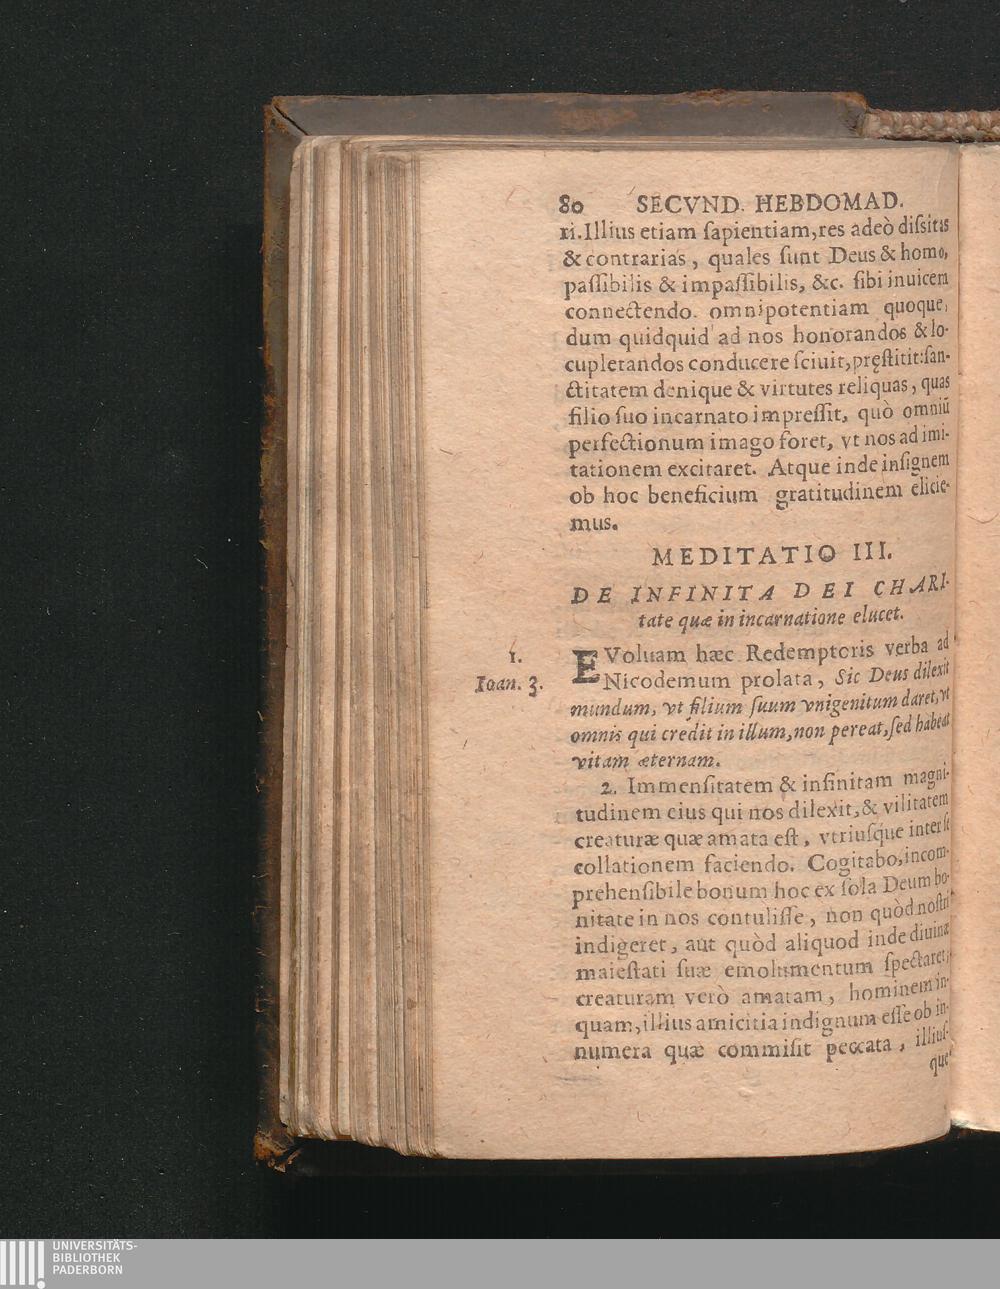 80 SECVND. HEBDOMAD.
ri. Illius etiam ſapientiam, res adeò diſsitas
& contrarias, quales ſunt Deus & homo,
paſſibilis & impaſſibilis, &c. ſibi inuicem
connectendo. omnipotentiam quoque,
dum quidquid ad nos honorandos & lo-
cupletandos conducere ſciuit, pręſtitit: ſan-
ctitatem denique & virtutes reliquas, quas
filio ſuo incarnato impreſſit, quò omniũ
perfectionum imago foret, vt nos ad imi-
tationem excitaret. Atque inde inſignem
ob hoc beneficium gratitudinem elicie-
mus.
MEDITATIO III.
DE INFINITA DEI CHARI-
tate quæ in incarnatione elucet.
1.
Ioan. 3.
EVoluam hæc Redemptoris verba ad
Nicodemum prolata, Sic Deus dilexit
mundum, vt filium ſuum vnigenitum daret, vt
omnis qui credit in illum, non pereat, ſed habeat
vitam æternam.
2. Immenſitatem & infinitam magni-
tudinem eius qui nos dilexit, & vilitatem
creaturæ quæ amata eſt, vtriuſque inter ſe
collationem faciendo. Cogitabo, incom-
prehenſibile bonum hoc ex ſola Deum bo-
nitate in nos contuliſſe, non quòd noſtri
indigeret, aut quòd aliquod inde diuinæ
maieſtati ſuæ emolumentum ſpectaret,
creaturam verò amatam, hominem in-
quam, illius amicitia indignum eſſe ob in-
numera quæ commiſit peccata, illiuſ-
que
UNIVERSITÄTS-
BIBLIOTHEK
PADERBORN